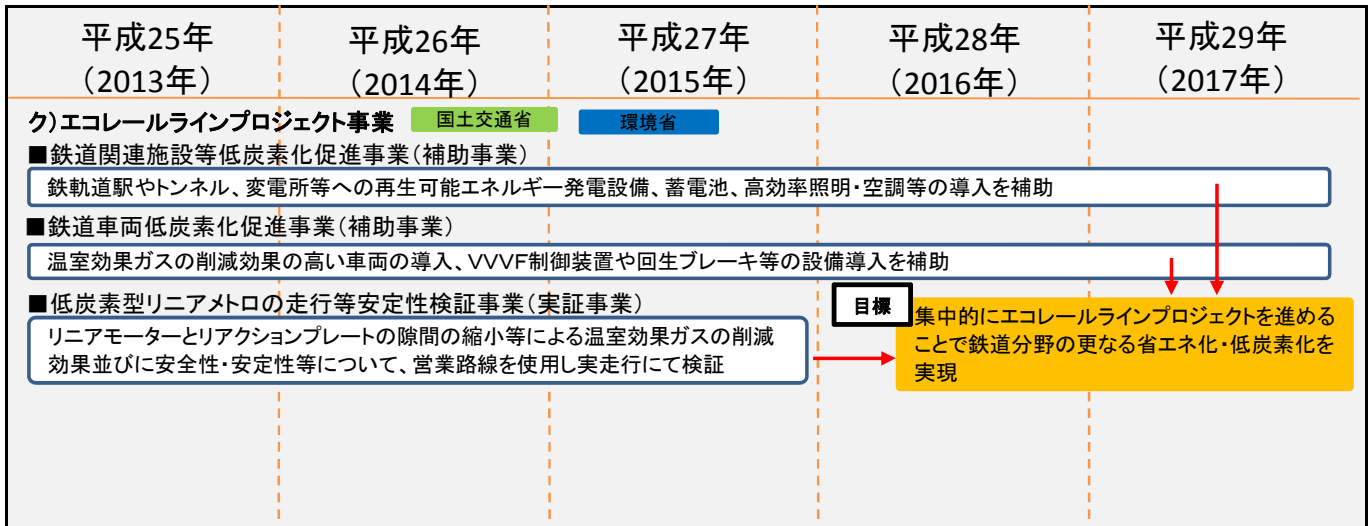 平成25年 平成26年 平成27年 平成28年 平成29年
（2013年） （2014年） （2015年） （2016年） （2017年）
ク）エコレールラインプロジェクト事業 国土交通省 環境省
■鉄道関連施設等低炭素化促進事業（補助事業）
鉄軌道駅やトンネル、変電所等への再生可能エネルギー発電設備、蓄電池、高効率照明・空調等の導入を補助
■鉄道車両低炭素化促進事業（補助事業）
温室効果ガスの削減効果の高い車両の導入、VVVF制御装置や回生ブレーキ等の設備導入を補助
■低炭素型リニアメトロの走行等安定性検証事業（実証事業）
リニアモーターとリアクションプレートの隙間の縮小等による温室効果ガスの削減
効果並びに安全性・安定性等について、営業路線を使用し実走行にて検証
目標
集中的にエコレールラインプロジェクトを進める
ことで鉄道分野の更なる省エネ化・低炭素化を
実現